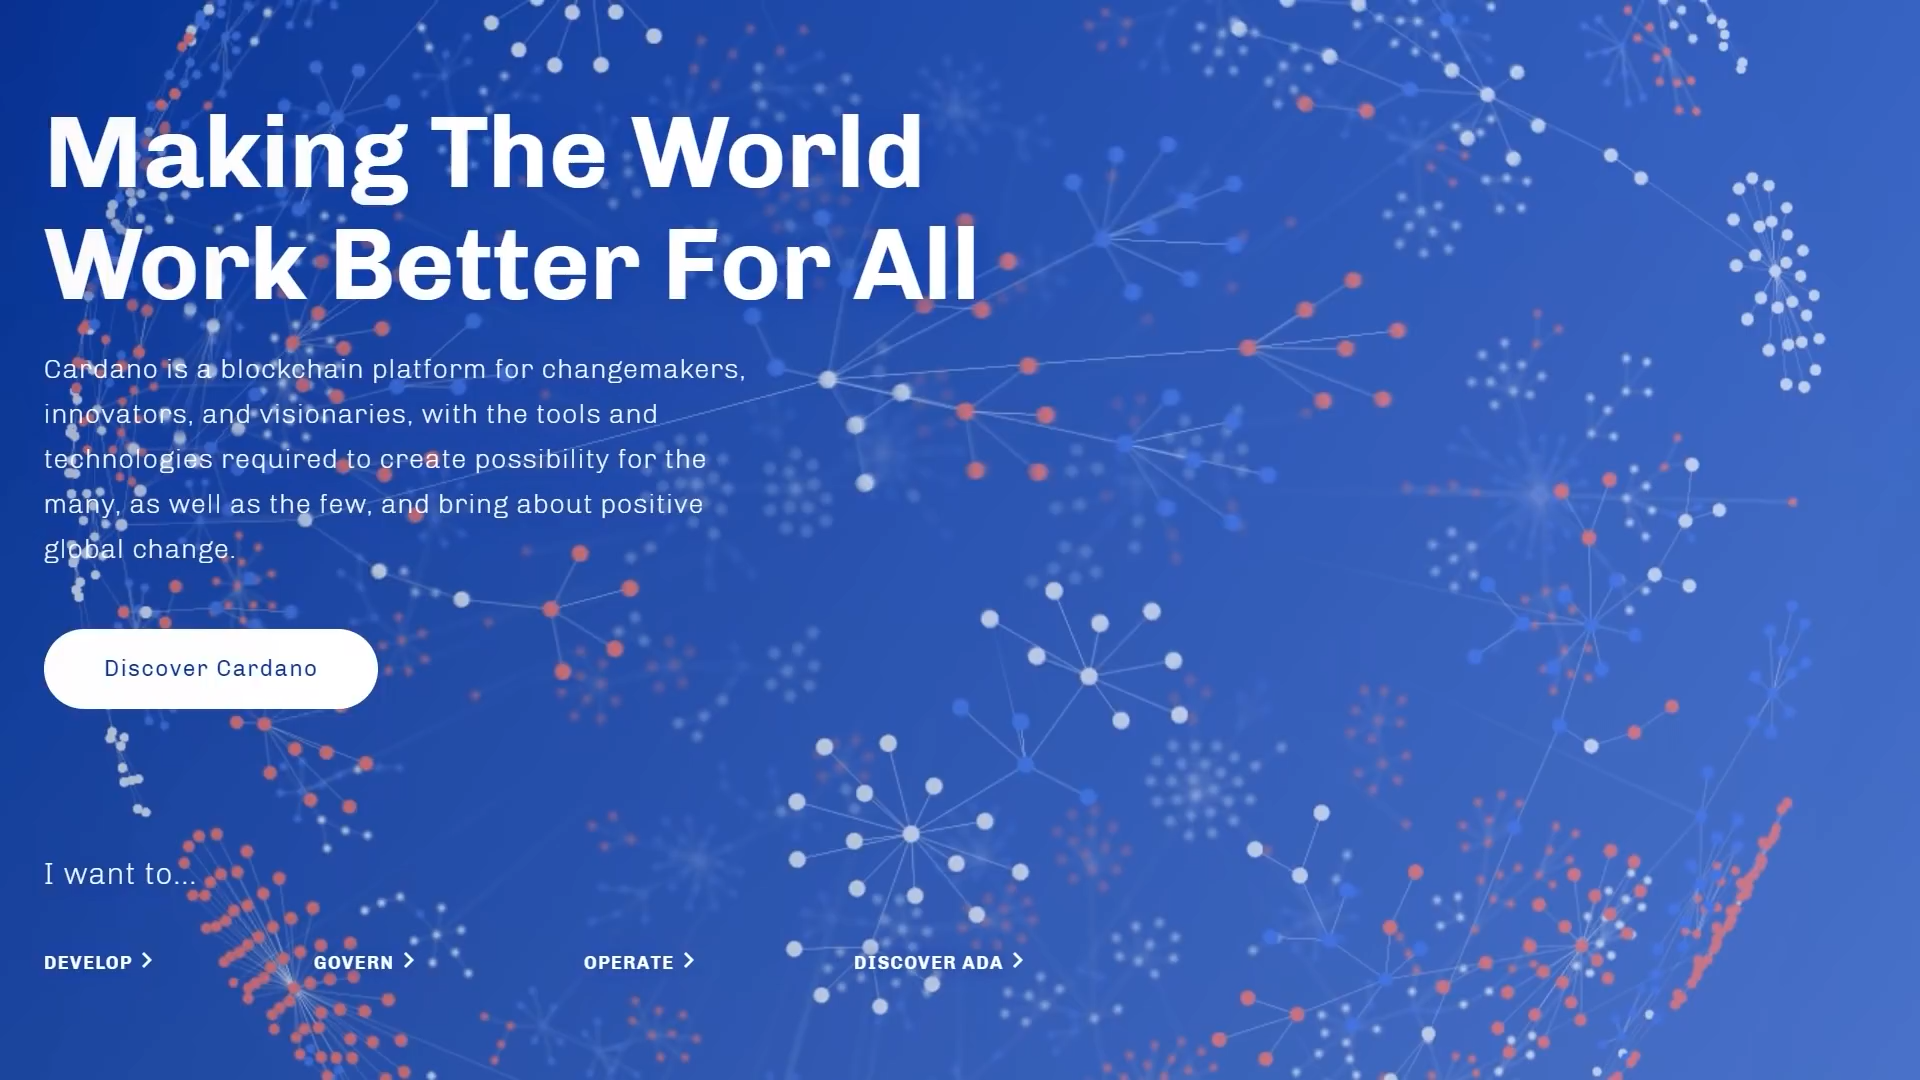 Making The World
Work Better For All
Cardano is a blockchain platform for changemakers,
innovators, and visionaries, with the tools and
technologies required to create possibility for the
many, as well as the few, and bring about positive
global change.
Discover Cardano
I want to...
DEVELOP
GOVERN
OPERATE
DISCOVER ADA